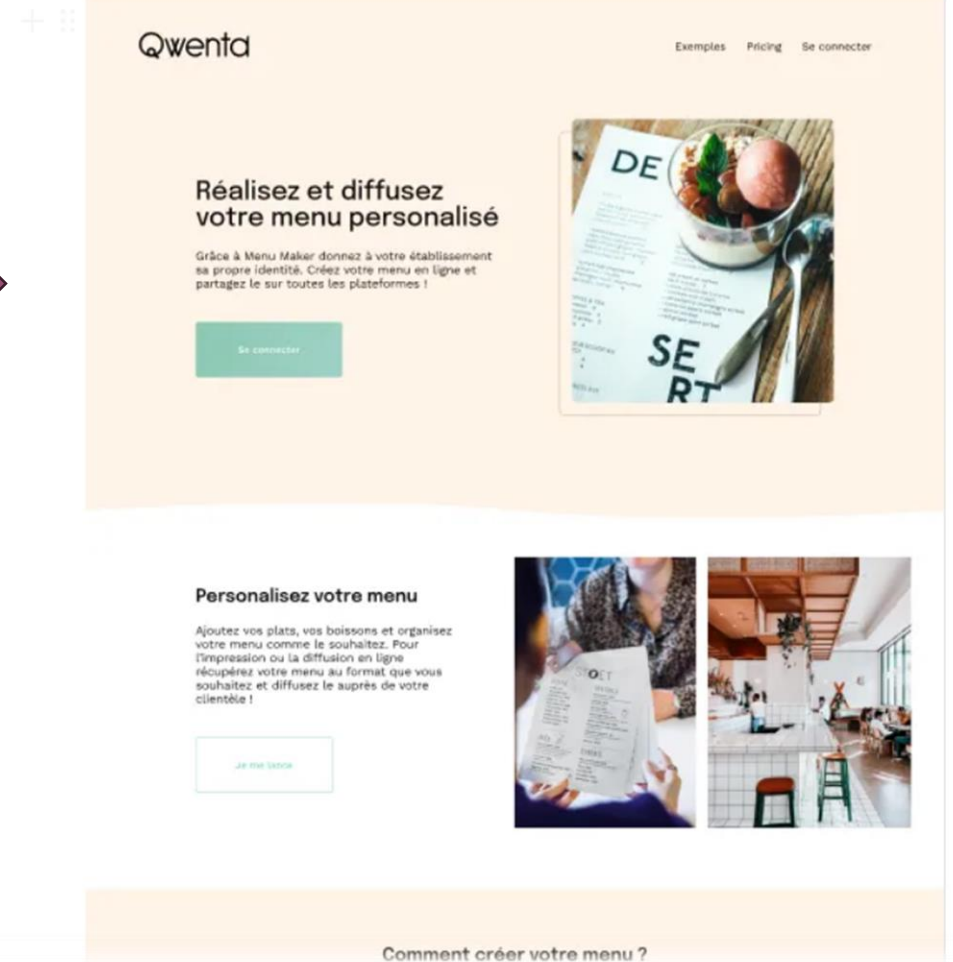 Qwenta
Exemples Pricing Se connecter
Réalisez et diffusez
votre menu personalisé
Grâce à Menu Maker donnez à votre établissement
sa propre identité. Créez votre menu en ligne et
partagez le sur toutes les plateformes !
Se connecter
DE
SE
RT
Personalisez votre menu
Ajoutez vos plats, vos boissons et organisez
votre menu comme le souhaitez. Pour
l'impression ou la diffusion en ligne
récupérez votre menu au format que vous
souhaitez et diffusez le auprès de votre
clientèle !
Je me lance
STOET
Comment créer votre menu ?